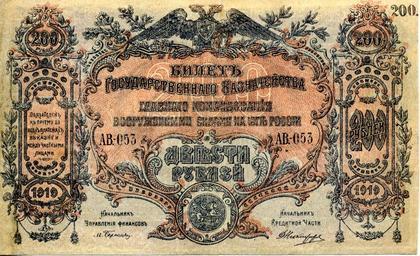 200.
200
200
БИЛЕТЪ
ГОСУДАРСТВЕННАГО КАЗНАЧЕЙСТВА
ГЛАВНАГО КОМАНДОВАНІЯ
ВООРУЖЕННЫМИ СИЛАМИ НА ЮГѢ РОССІИ
АВ-053
АВ-053
ДВѢСТИ
РУБЛЕЙ
200
1919
1919
НАЧАЛЬНИКЪ
УПРАВЛЕНІЯ ФИНАНСОВЪ
НАЧАЛЬНИКЪ
КРЕДИТНОЙ ЧАСТИ